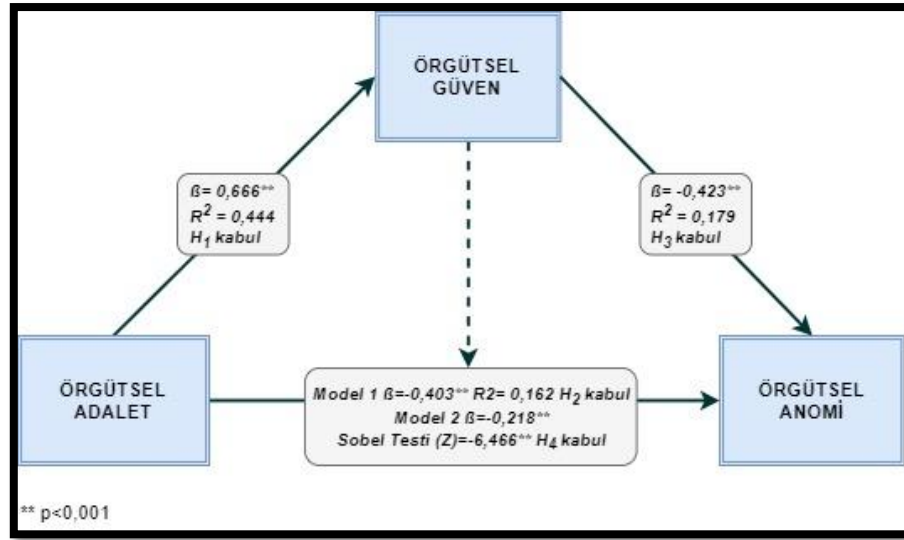 ÖRGÜTSEL
GÜVEN
ß= 0,666**
R² = 0,444
H₁ kabul
ß= -0,423**
R² = 0,179
H₃ kabul
ÖRGÜTSEL
ADALET
Model 1 ß=-0,403** R2= 0,162 H₂ kabul
Model 2 ß=-0,218**
Sobel Testi (Z)=-6,466** H₄ kabul
ÖRGÜTSEL
ANOMİ
** p<0,001